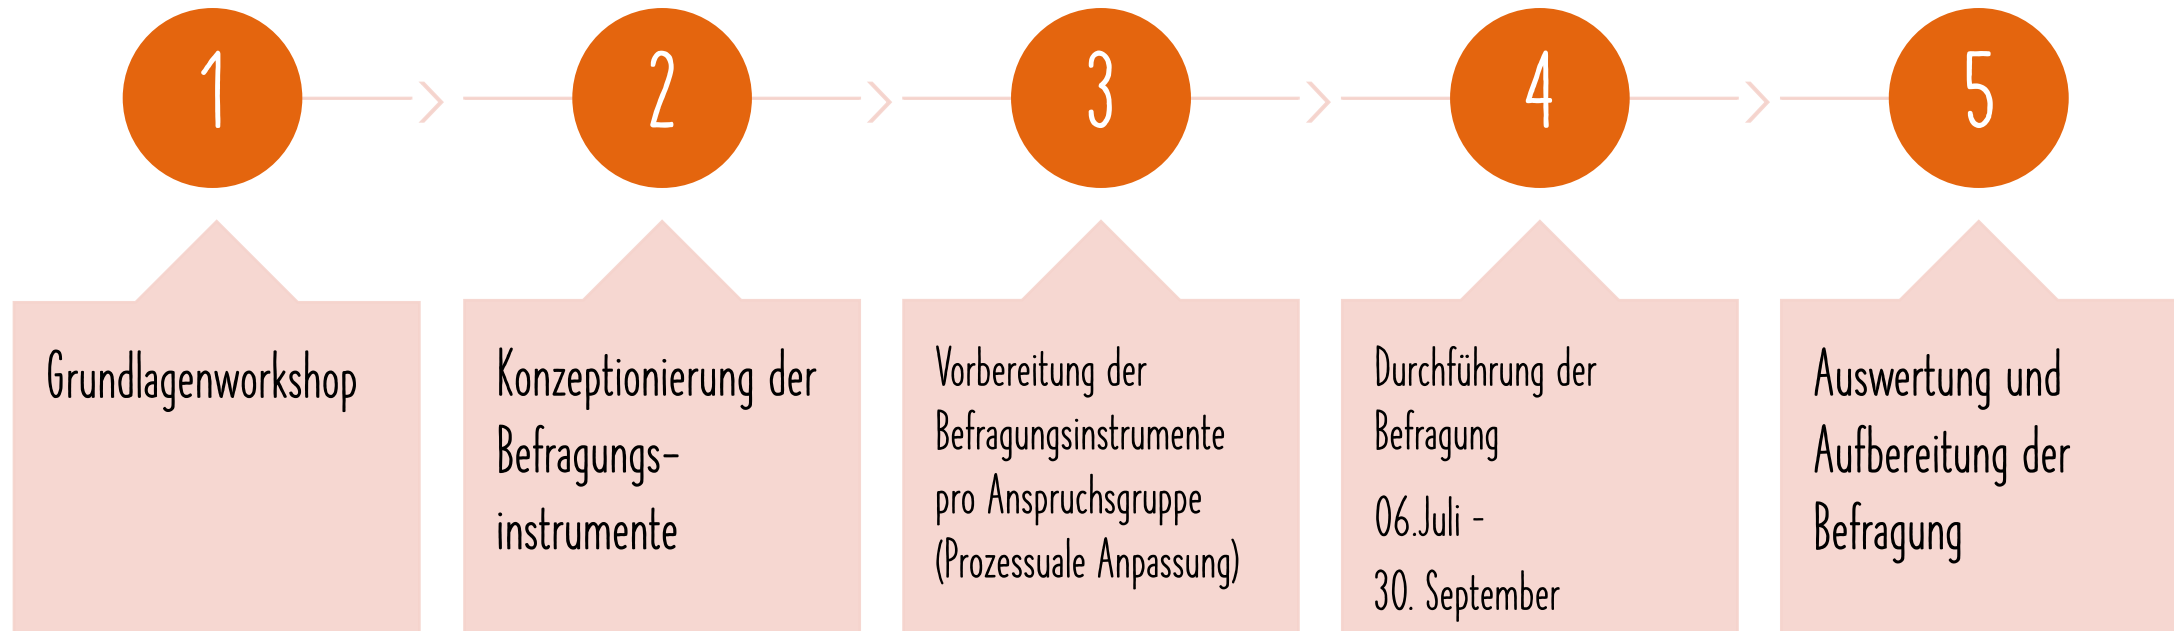 1
2
3
4
5
Grundlagenworkshop
Konzeptionierung der
Befragungs-
instrumente
Vorbereitung der
Befragungsinstrumente
pro Anspruchsgruppe
(Prozessuale Anpassung)
Durchführung der
Befragung
06.Juli -
30. September
Auswertung und
Aufbereitung der
Befragung